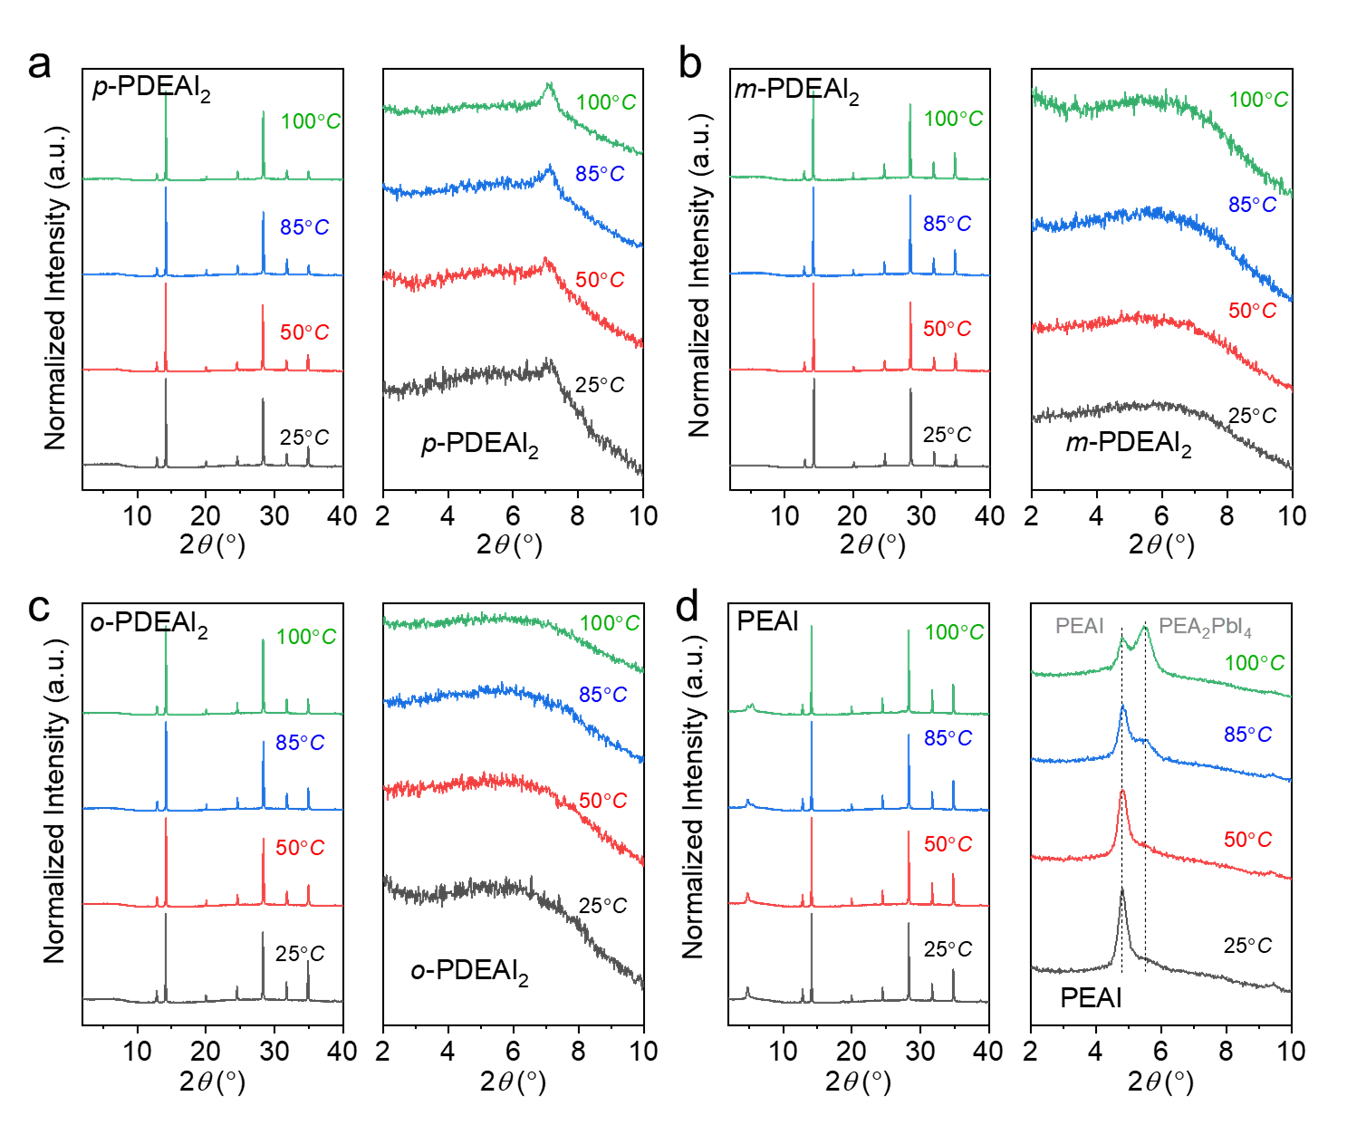 a
p-PDEAI2
100°C
85°C
50°C
25°C
Normalized Intensity (a.u.)
10 20 30 40
2θ (°)
100°C
85°C
50°C
25°C
p-PDEAI2
2 4 6 8 10
2θ (°)
b
m-PDEAI2
100°C
85°C
50°C
25°C
Normalized Intensity (a.u.)
10 20 30 40
2θ (°)
100°C
85°C
50°C
25°C
m-PDEAI2
2 4 6 8 10
2θ (°)
c
o-PDEAI2
100°C
85°C
50°C
25°C
Normalized Intensity (a.u.)
10 20 30 40
2θ (°)
100°C
85°C
50°C
25°C
o-PDEAI2
2 4 6 8 10
2θ (°)
d
PEAI
100°C
85°C
50°C
25°C
Normalized Intensity (a.u.)
10 20 30 40
2θ (°)
PEAI PEA2PbI4
100°C
85°C
50°C
25°C
PEAI
2 4 6 8 10
2θ (°)